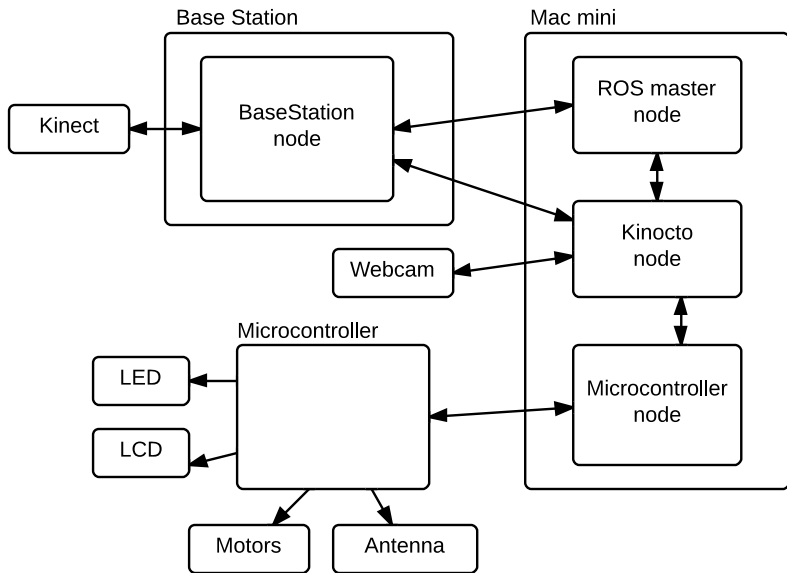 Base Station
Mac mini
Kinect
BaseStation
node
ROS master
node
Kinocto
node
Webcam
Microcontroller
LED
LCD
Microcontroller
node
Motors
Antenna